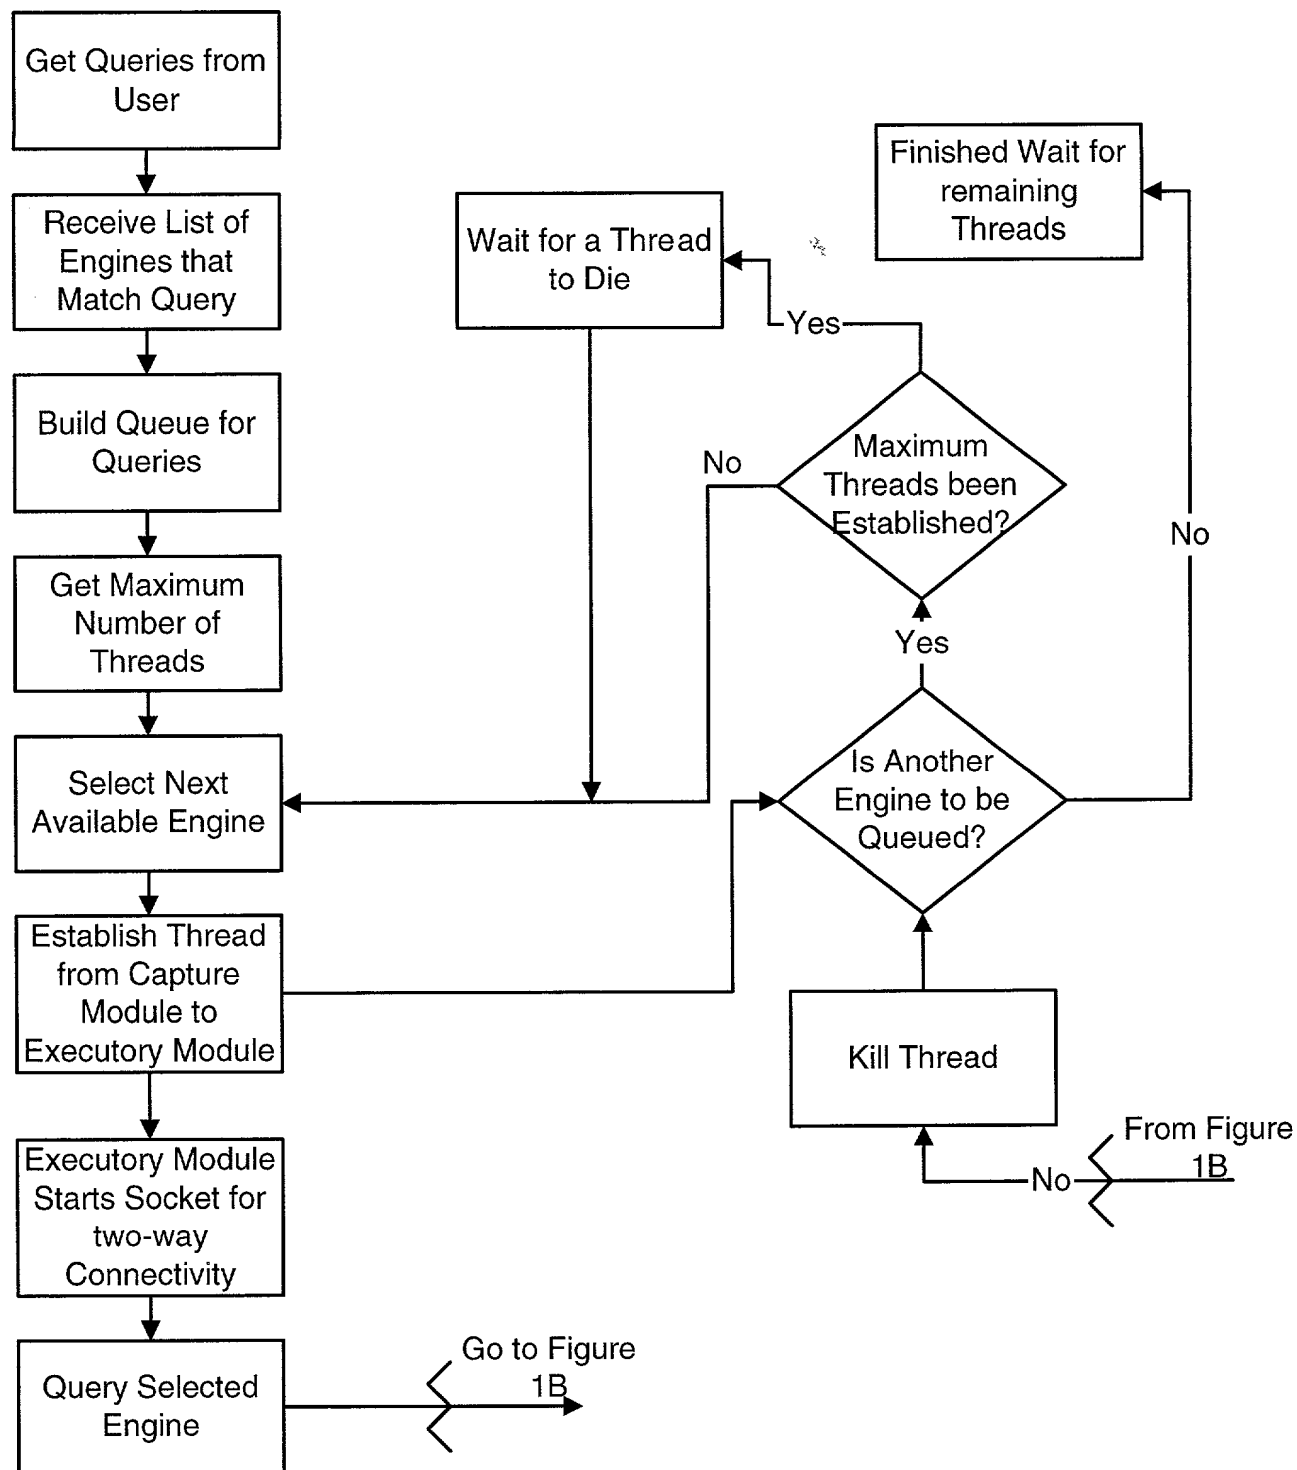 Get Queries from
User
Receive List of
Engines that
Match Query
Build Queue for
Queries
Get Maximum
Number of
Threads
Select Next
Available Engine
Establish Thread
from Capture
Module to
Executory Module
Executory Module
Starts Socket for
two-way
Connectivity
Query Selected
Engine
Go to Figure
1B
Wait for a Thread
to Die
Finished Wait for
remaining
Threads
Yes
Maximum
Threads been
Established?
No
No
Yes
Is Another
Engine to be
Queued?
Kill Thread
From Figure
1B
No